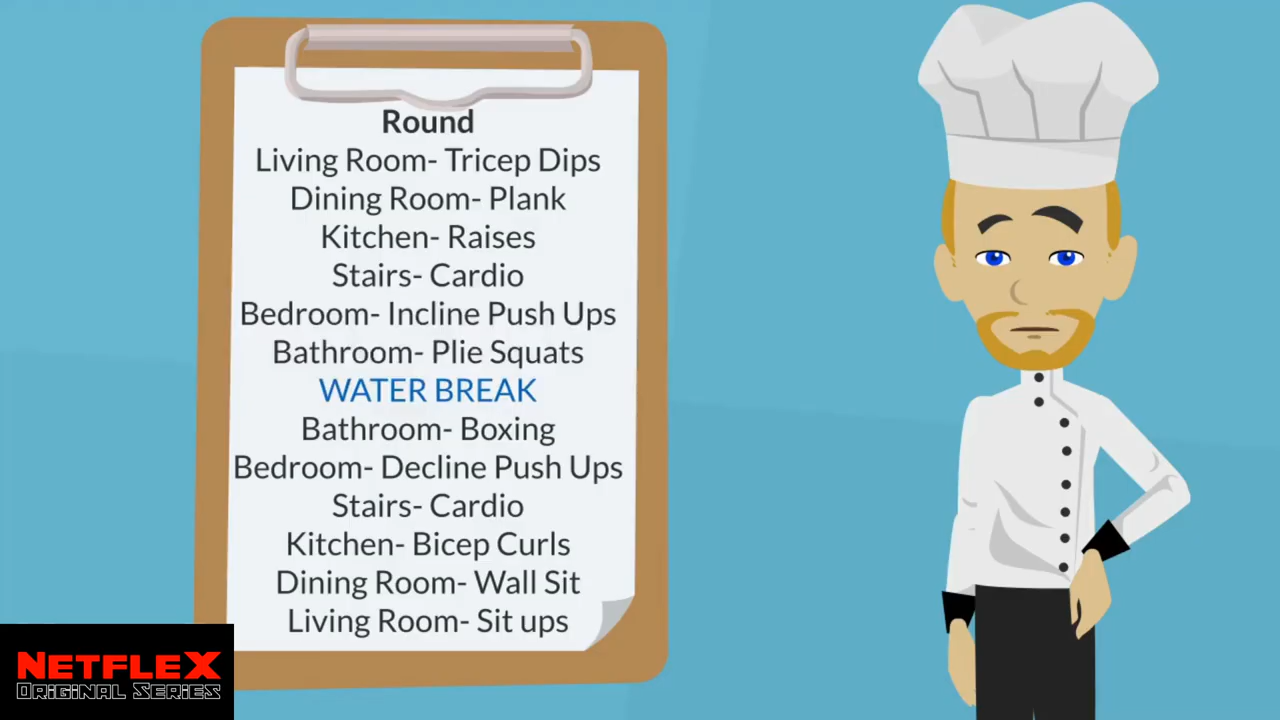 Round
Living Room- Tricep Dips
Dining Room- Plank
Kitchen- Raises
Stairs- Cardio
Bedroom- Incline Push Ups
Bathroom- Plie Squats
WATER BREAK
Bathroom- Boxing
Bedroom- Decline Push Ups
Stairs- Cardio
Kitchen- Bicep Curls
Dining Room- Wall Sit
Living Room- Sit ups
NETFLEX
ORIGINAL SERIES